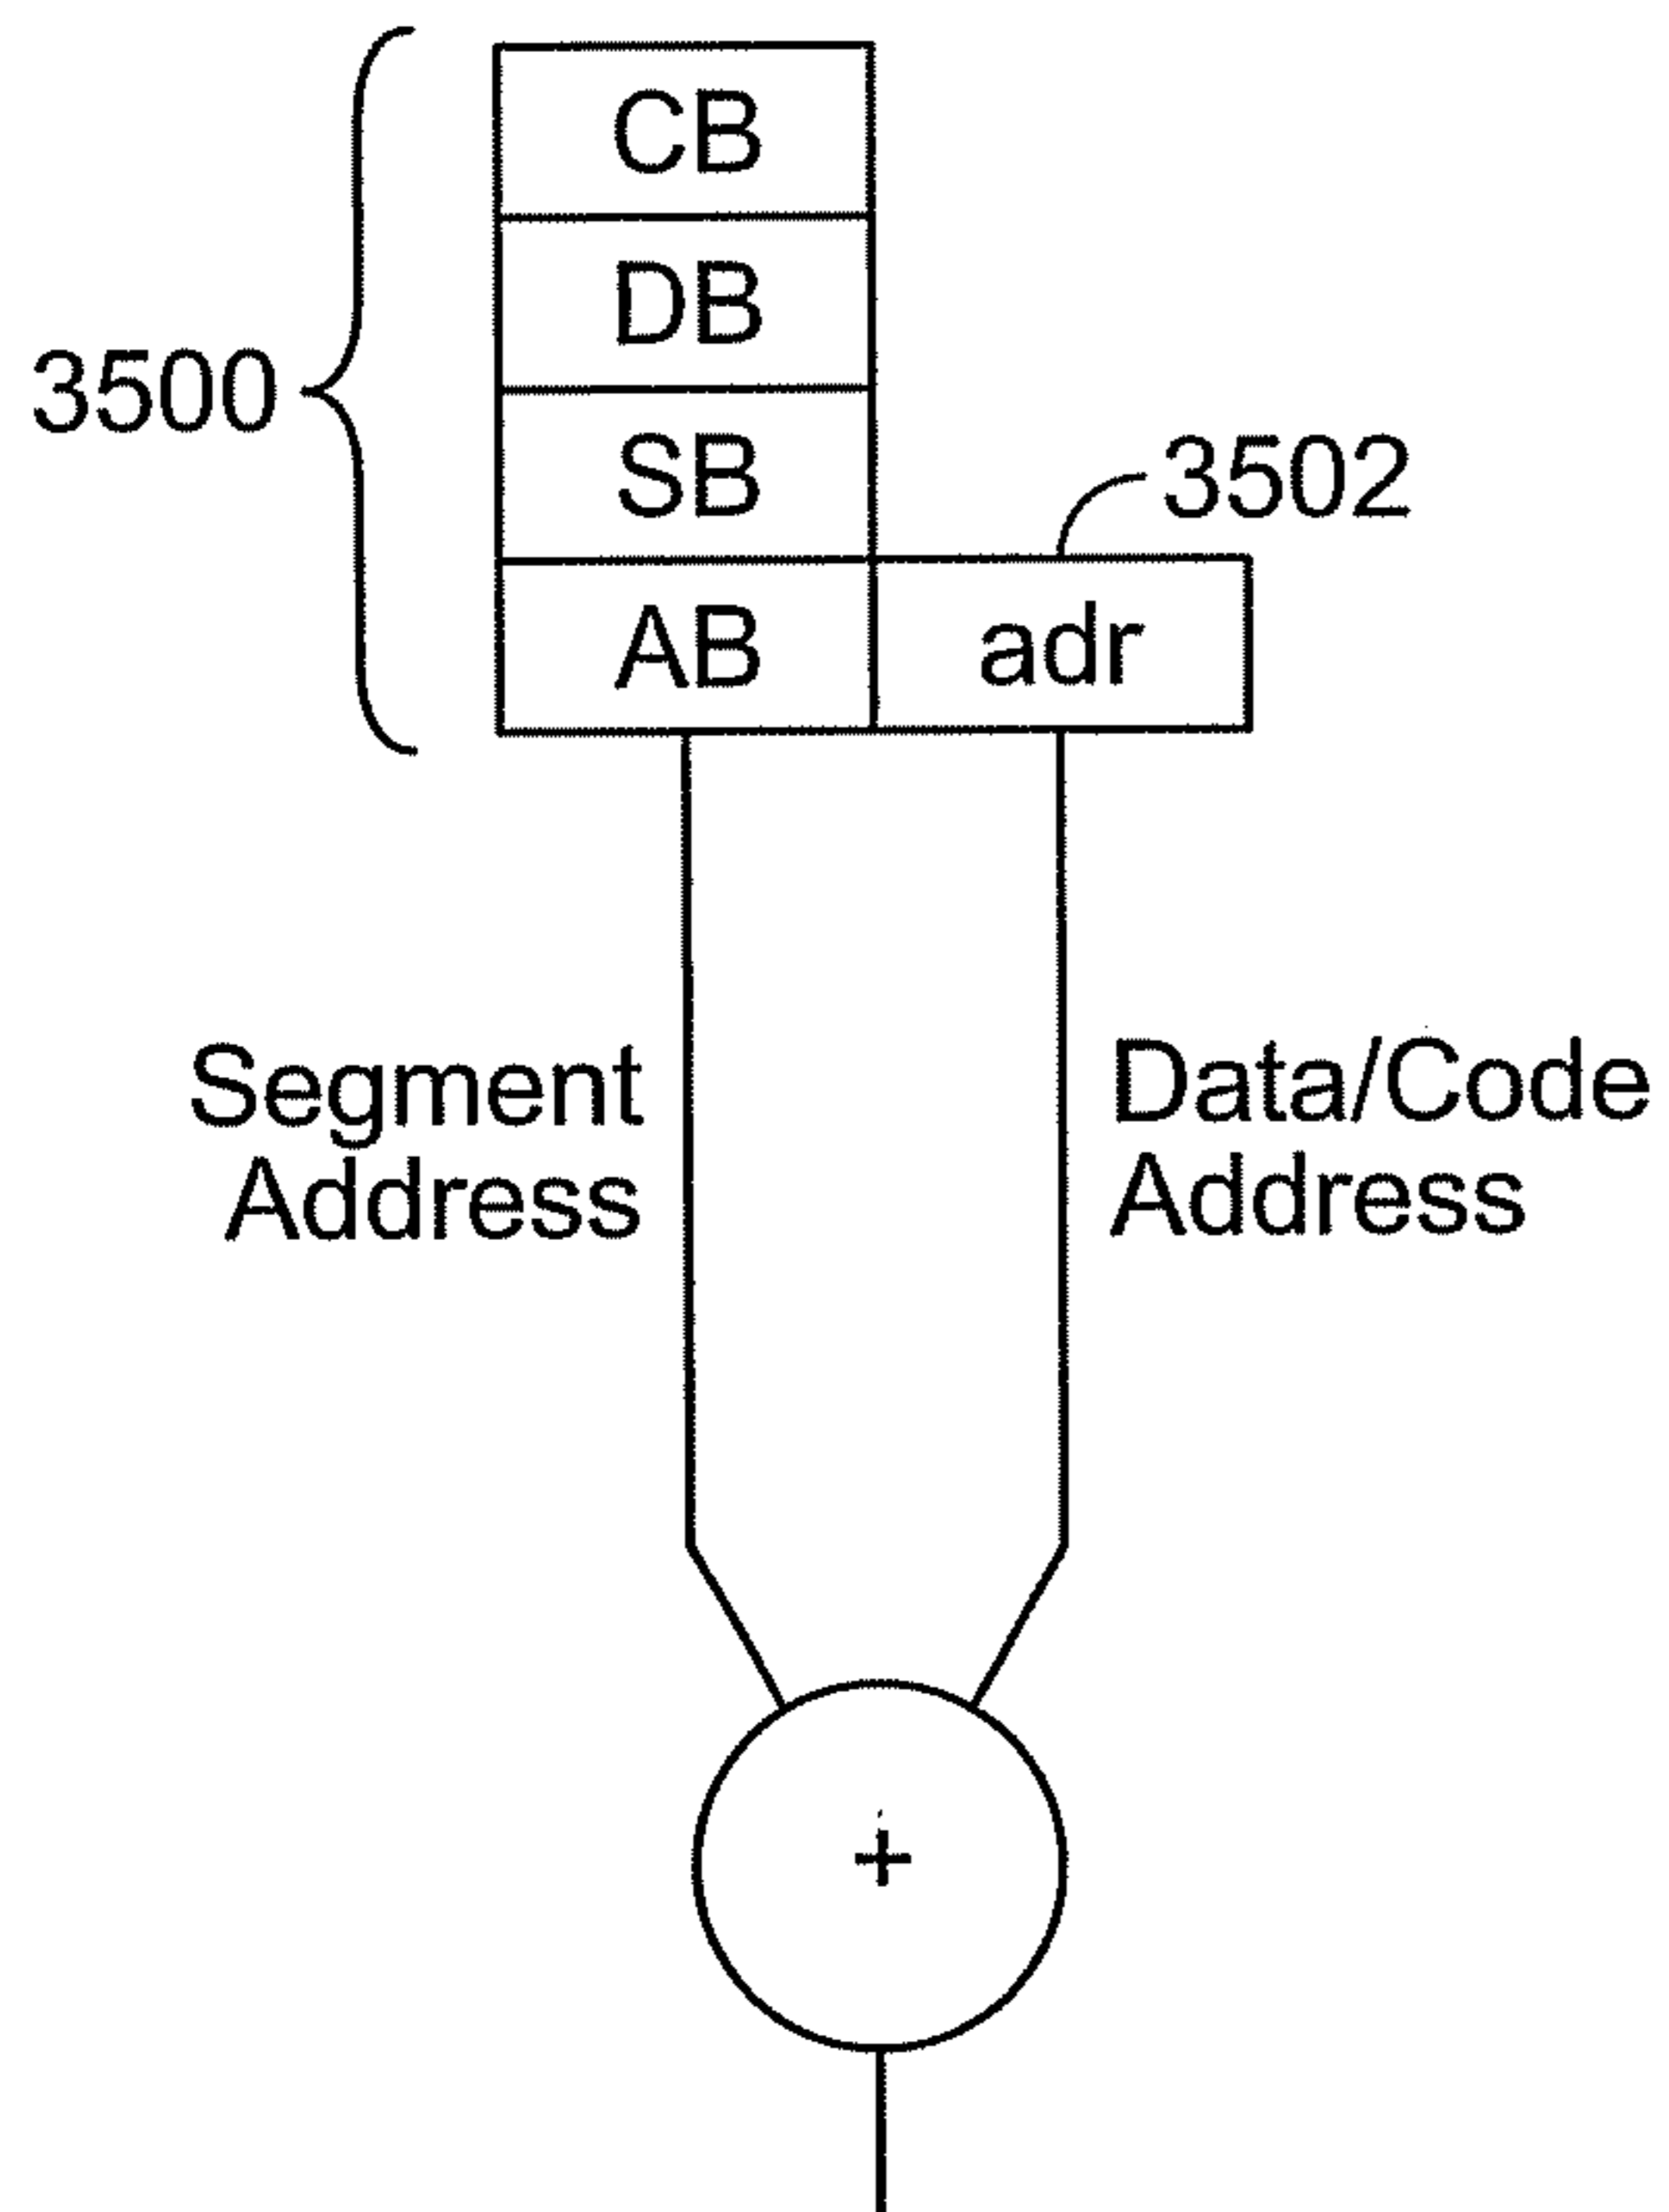 CB
DB
3500
SB
3502
AB
adr
Segment
Address
Data/Code
Address
+